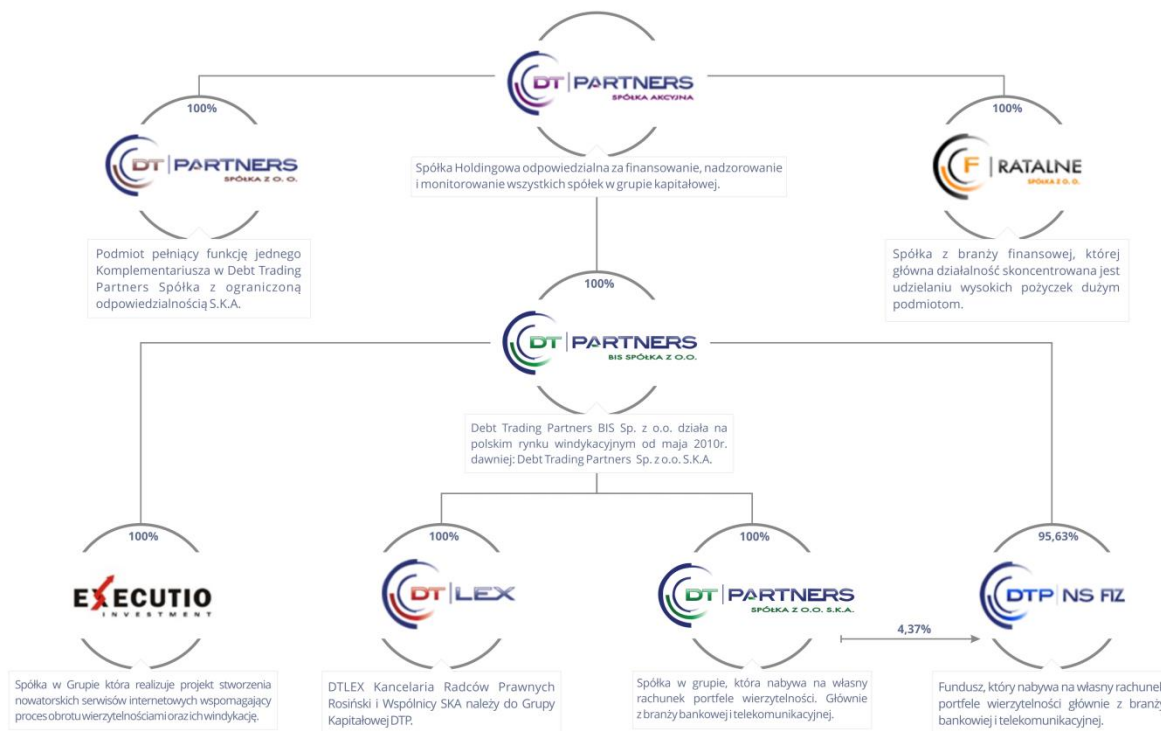 DT PARTNERS
SPÓŁKA AKCYJNA
Spółka Holdingowa odpowiedzialna za finansowanie, nadzorowanie
i monitorowanie wszystkich spółek w grupie kapitałowej.
100%
DT PARTNERS
SPÓŁKA Z O. O.
Podmiot pełniący funkcję jednego
Komplementariusza w Debt Trading
Partners Spółka z ograniczoną
odpowiedzialnością S.K.A.
100%
F RATALNE
SPÓŁKA Z O. O.
Spółka z branży finansowej, której
główna działalność skoncentrowana jest
udzielaniu wysokich pożyczek dużym
podmiotom.
100%
DT PARTNERS
BIS SPÓŁKA Z O.O.
Debt Trading Partners BIS Sp. z o.o. działa na
polskim rynku windykacyjnym od maja 2010r.
dawniej: Debt Trading Partners Sp. z o.o. S.K.A.
100%
EXECUTIO
INVESTMENT
Spółka w Grupie która realizuje projekt stworzenia
nowatorskich serwisów internetowych wspomagający
proces obrotu wierzytelnościami oraz ich windykację.
100%
DT LEX
DTLEX Kancelaria Radców Prawnych
Rosiński i Wspólnicy SKA należy do Grupy
Kapitałowej DTP.
100%
DT PARTNERS
SPÓŁKA Z O.O. S.K.A.
Spółka w grupie, która nabywa na własny
rachunek portfele wierzytelności. Głównie
z branży bankowej i telekomunikacyjnej.
4,37%
95,63%
DTP NS FIZ
Fundusz, który nabywa na własny rachunek
portfele wierzytelności głównie z branży
bankowiej i telekomunikacyjnej.